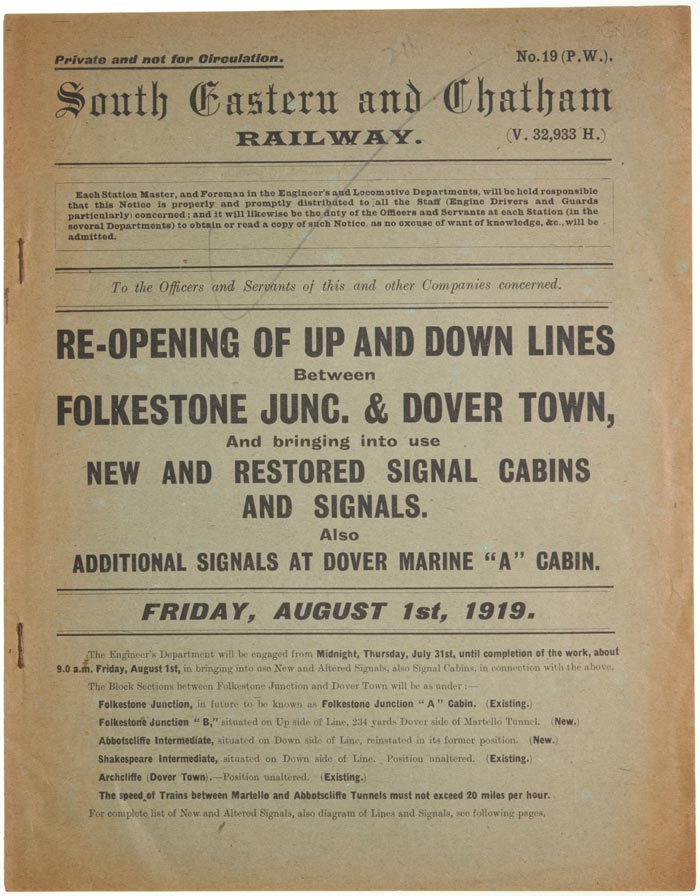 Private and not for Circulation.
No. 19 (P.W.).
South Eastern and Chatham
RAILWAY.
(V. 32,933 H.)
Each Station Master, and Foreman in the Engineer's and Locomotive Departments, will be held responsible
that this Notice is properly and promptly distributed to all the Staff (Engine Drivers and Guards
particularly) concerned; and it will likewise be the duty of the Officers and Servants at each Station (in the
several Departments) to obtain or read a copy of such Notice, as no excuse of want of knowledge, &c., will be
admitted.
To the Officers and Servants of this and other Companies concerned.
RE-OPENING OF UP AND DOWN LINES
Between
FOLKESTONE JUNC. & DOVER TOWN,
And bringing into use
NEW AND RESTORED SIGNAL CABINS
AND SIGNALS.
Also
ADDITIONAL SIGNALS AT DOVER MARINE "A" CABIN.
FRIDAY, AUGUST 1st, 1919.
The Engineer's Department will be engaged from Midnight, Thursday, July 31st, until completion of the work, about
9.0 a.m. Friday, August 1st, in bringing into use New and Altered Signals, also Signal Cabins, in connection with the above.
The Block Sections between Folkestone Junction and Dover Town will be as under:—
Folkestone Junction, in future to be known as Folkestone Junction "A" Cabin. (Existing.)
Folkestone Junction "B," situated on Up side of Line, 234 yards Dover side of Martello Tunnel. (New.)
Abbotscliffe Intermediate, situated on Down side of Line, reinstated in its former position. (New.)
Shakespeare Intermediate, situated on Down side of Line. Position unaltered. (Existing.)
Archcliffe (Dover Town).—Position unaltered. (Existing.)
The speed of Trains between Martello and Abbotscliffe Tunnels must not exceed 20 miles per hour.
For complete list of New and Altered Signals, also diagram of Lines and Signals, see following pages.